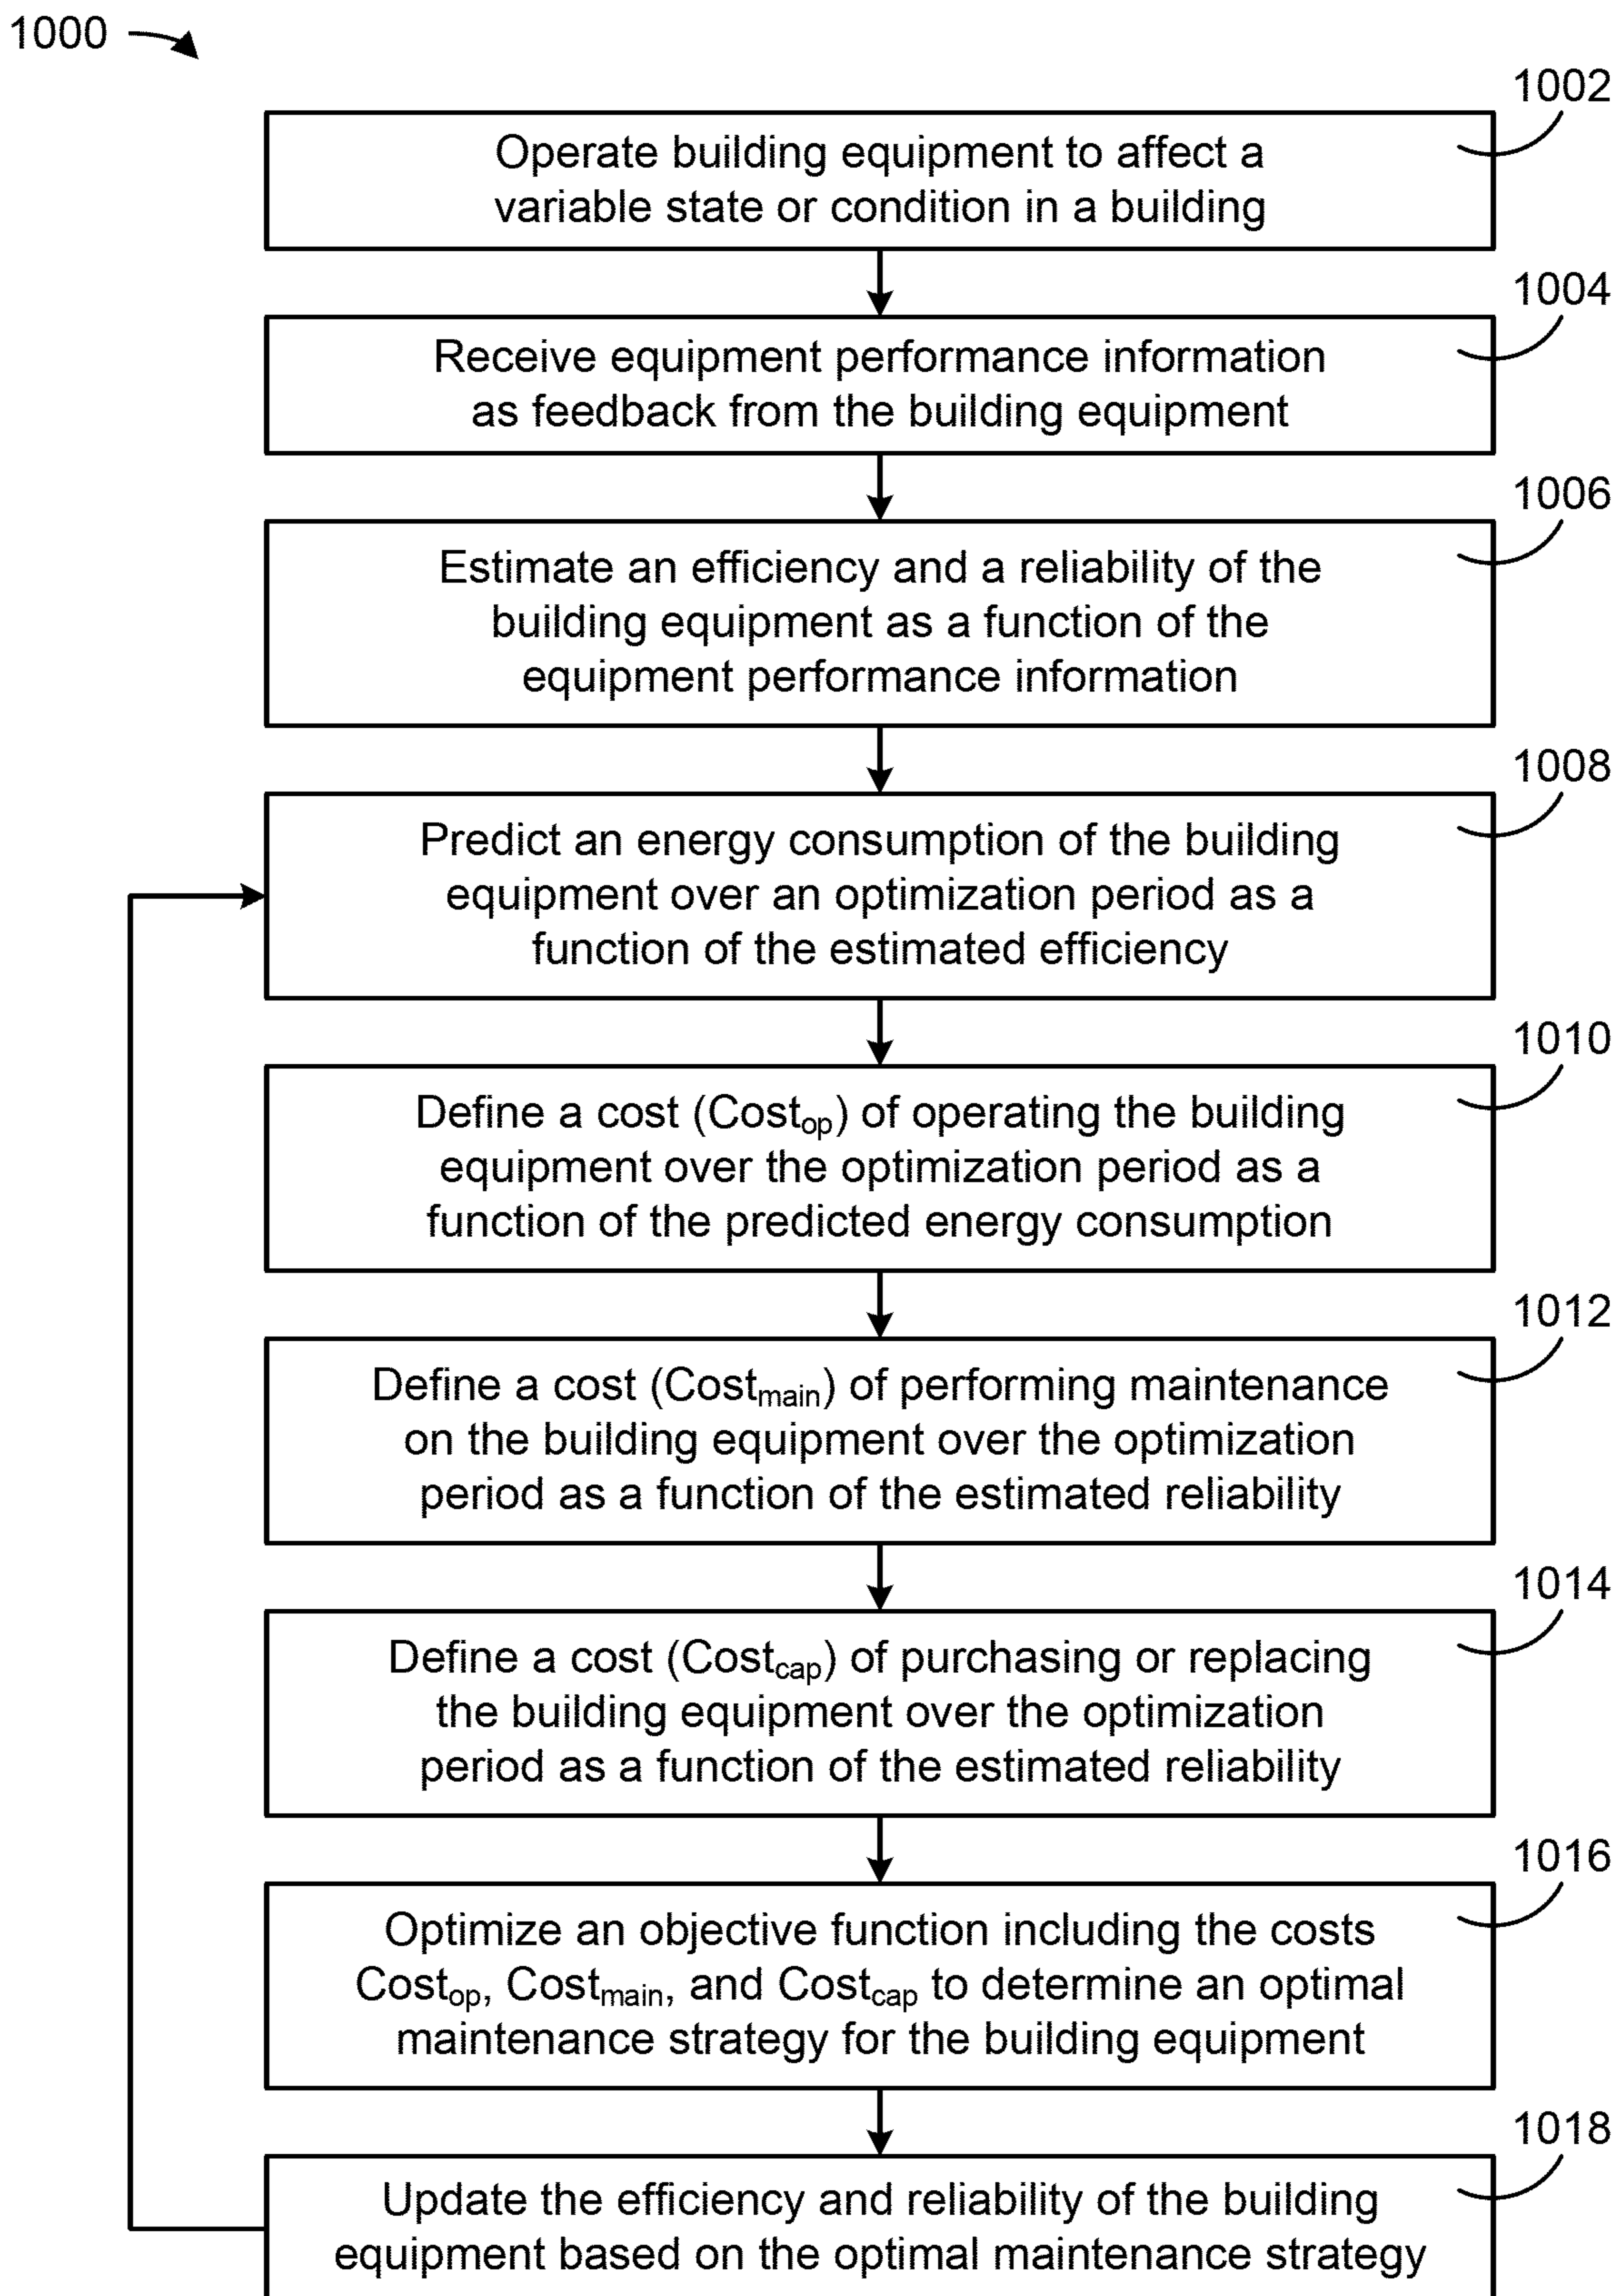 1000
1002
Operate building equipment to affect a
variable state or condition in a building
1004
Receive equipment performance information
as feedback from the building equipment
1006
Estimate an efficiency and a reliability of the
building equipment as a function of the
equipment performance information
1008
Predict an energy consumption of the building
equipment over an optimization period as a
function of the estimated efficiency
1010
Define a cost (Costop) of operating the building
equipment over the optimization period as a
function of the predicted energy consumption
1012
Define a cost (Costmain) of performing maintenance
on the building equipment over the optimization
period as a function of the estimated reliability
1014
Define a cost (Costcap) of purchasing or replacing
the building equipment over the optimization
period as a function of the estimated reliability
1016
Optimize an objective function including the costs
Costop, Costmain, and Costcap to determine an optimal
maintenance strategy for the building equipment
1018
Update the efficiency and reliability of the building
equipment based on the optimal maintenance strategy